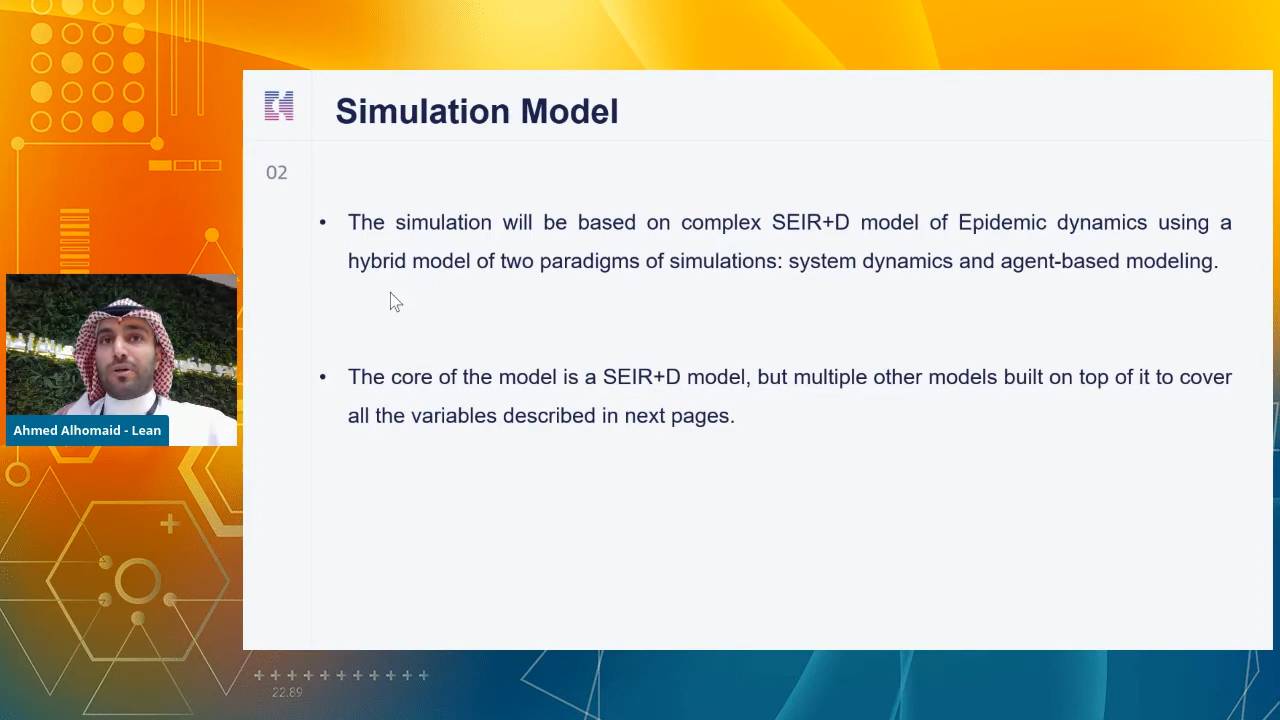 Simulation Model
02
• The simulation will be based on complex SEIR+D model of Epidemic dynamics using a
hybrid model of two paradigms of simulations: system dynamics and agent-based modeling.
• The core of the model is a SEIR+D model, but multiple other models built on top of it to cover
all the variables described in next pages.
Ahmed Alhomaid - Lean
22.89